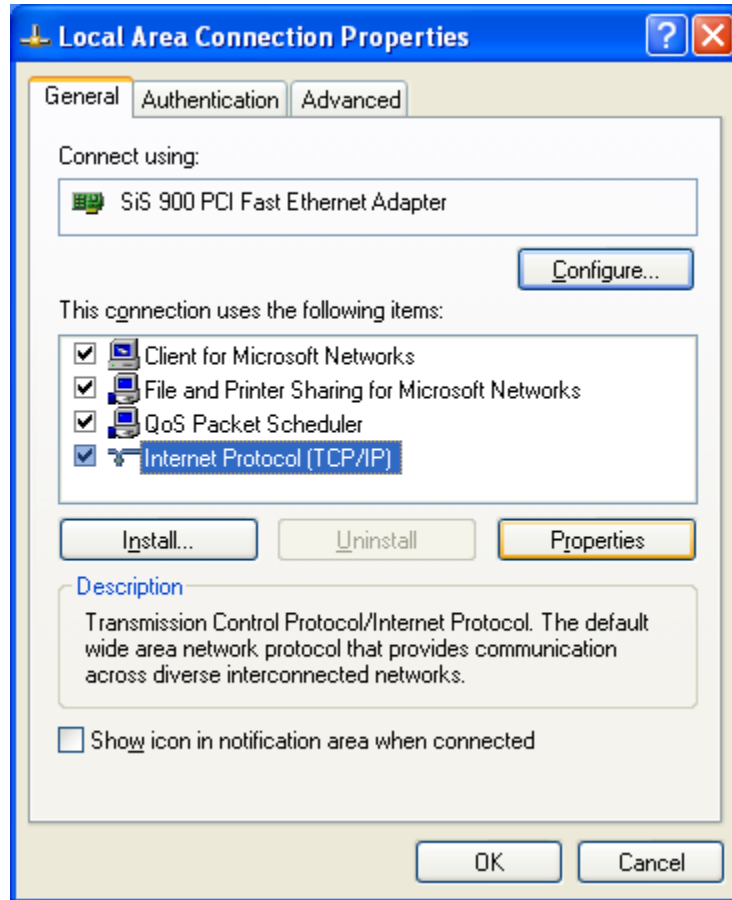 Local Area Connection Properties
General Authentication Advanced
Connect using:
SiS 900 PCI Fast Ethernet Adapter
Configure...
This connection uses the following items:
Client for Microsoft Networks
File and Printer Sharing for Microsoft Networks
QoS Packet Scheduler
Internet Protocol (TCP/IP)
Install... Uninstall Properties
Description
Transmission Control Protocol/Internet Protocol. The default
wide area network protocol that provides communication
across diverse interconnected networks.
Show icon in notification area when connected
OK Cancel